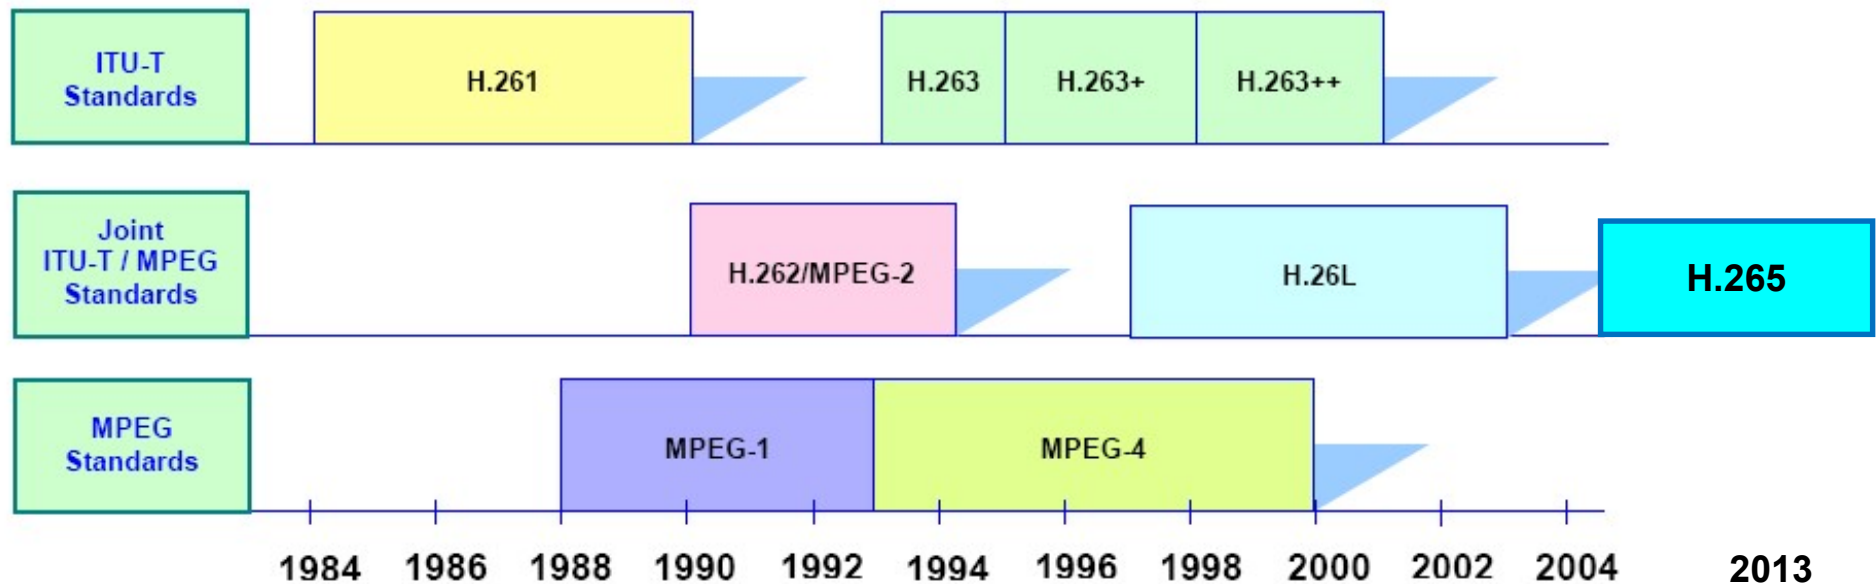 ITU-T
Standards
H.261
H.263
H.263+
H.263++
Joint
ITU-T / MPEG
Standards
H.262/MPEG-2
H.26L
H.265
MPEG
Standards
MPEG-1
MPEG-4
1984 1986 1988 1990 1992 1994 1996 1998 2000 2002 2004 2013